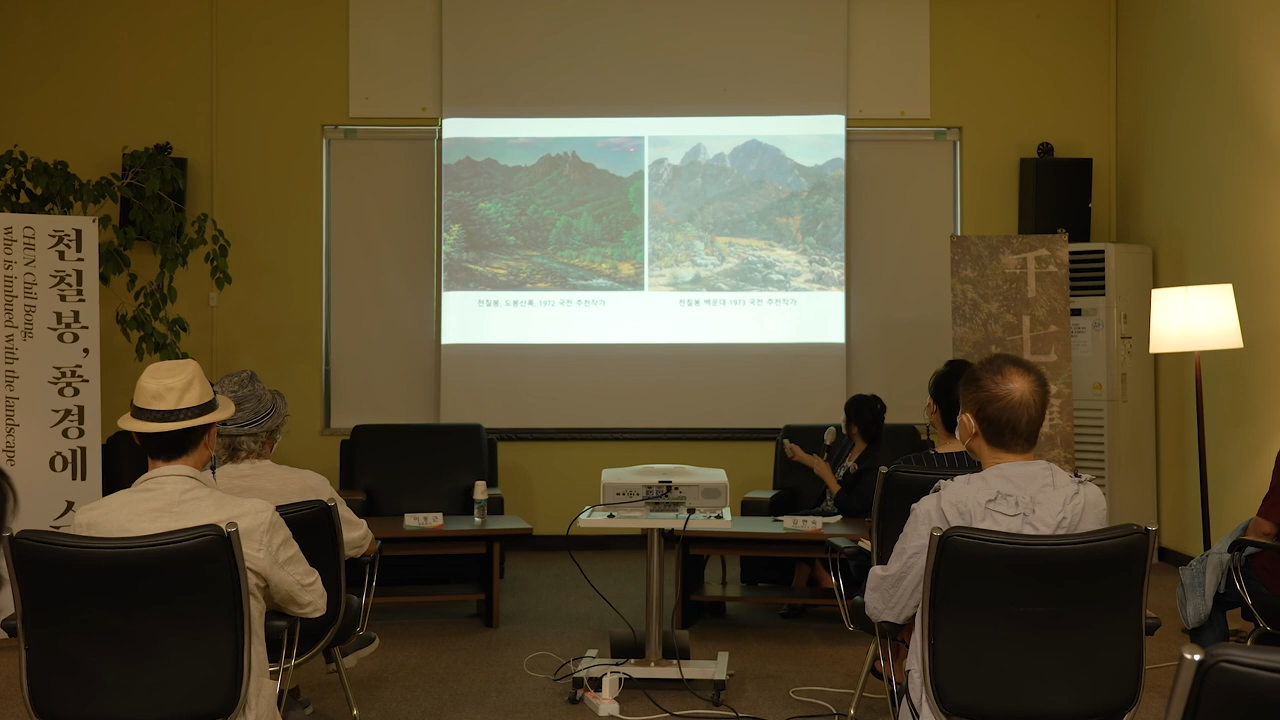 천칠봉, 풍경에
CHUN Chil Bong,
who is imbued with the landscape
천칠봉, 도봉산록, 1972 국전 추천작가
천칠봉 백운대 1973 국전 추천작가
千七